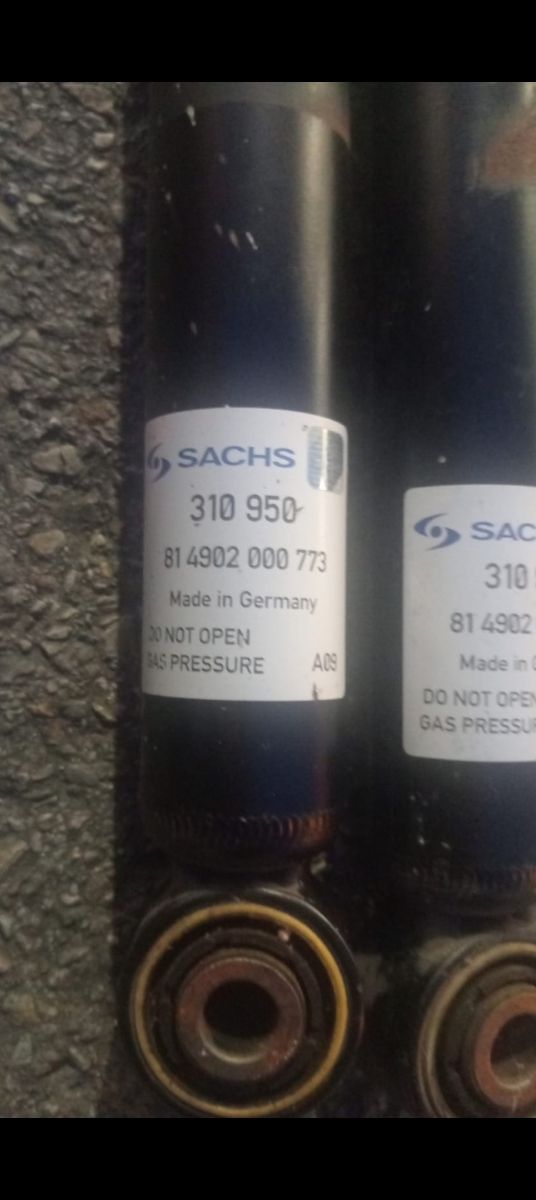 SACHS
310 950
81 4902 000 773
Made in Germany
DO NOT OPEN
GAS PRESSURE A09
SAC
310
81 4902
Made in
DO NOT OPEN
GAS PRESSU